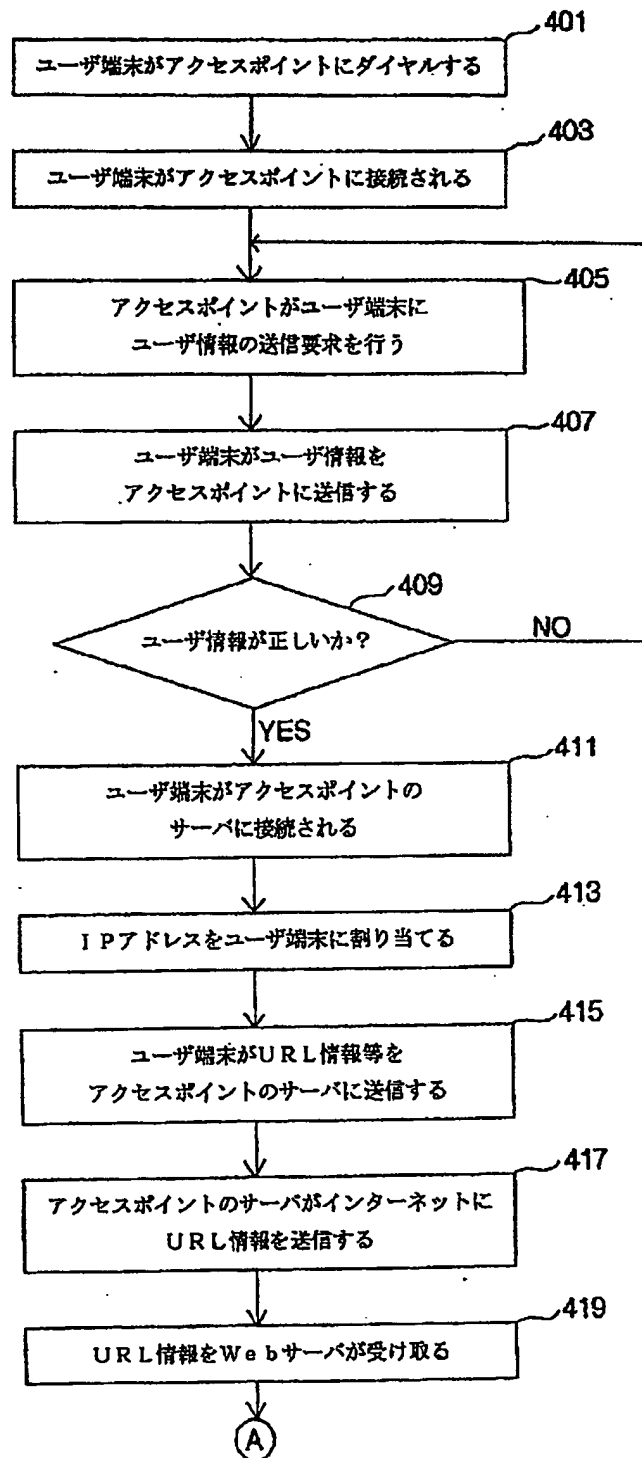 401
ユーザ端末がアクセスポイントにダイヤルする
403
ユーザ端末がアクセスポイントに接続される
405
アクセスポイントがユーザ端末に
ユーザ情報の送信要求を行う
407
ユーザ端末がユーザ情報を
アクセスポイントに送信する
409
ユーザ情報が正しいか?
NO
YES
411
ユーザ端末がアクセスポイントの
サーバに接続される
413
IPアドレスをユーザ端末に割り当てる
415
ユーザ端末がURL情報等を
アクセスポイントのサーバに送信する
417
アクセスポイントのサーバがインターネットに
URL情報を送信する
419
URL情報をWebサーバが受け取る
A